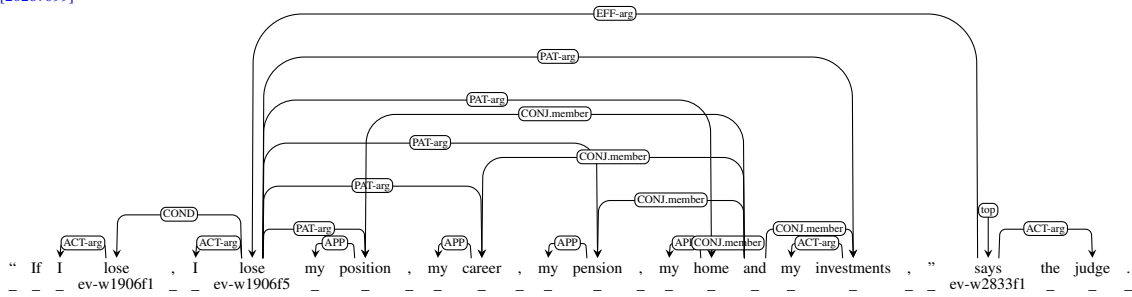 EFF-arg
PAT-arg
PAT-arg
CONJ.member
PAT-arg
CONJ.member
PAT-arg
CONJ.member
COND
top
PAT-arg
CONJ.member
ACT-arg
ACT-arg
ACT-arg
APP
APP
APP
CONJ.member
ACT-arg
“ If I lose , I lose my position , my career , my pension , my home and my investments , ” says the judge .
_ _ _ ev-w1906f1 _ _ ev-w1906f5 _ _ _ _ _ _ _ _ _ _ _ _ _ _ _ _ ev-w2833f1 _ _ _